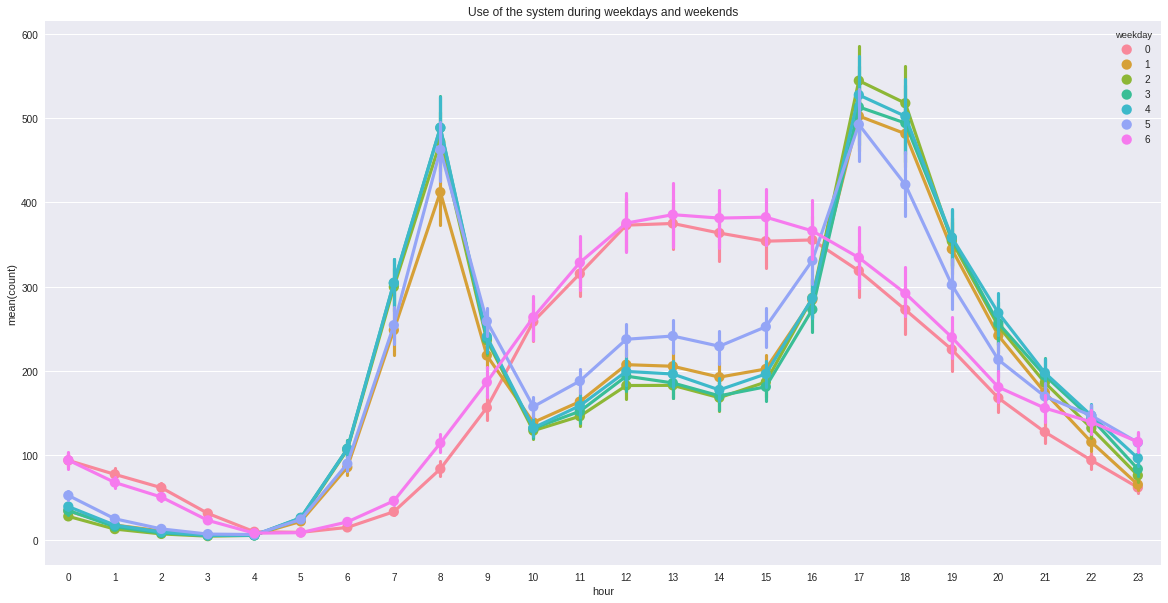 Use of the system during weekdays and weekends
weekday
0
1
2
3
4
5
6
600
500
400
300
200
100
0
mean(count)
0 1 2 3 4 5 6 7 8 9 10 11 12 13 14 15 16 17 18 19 20 21 22 23
hour